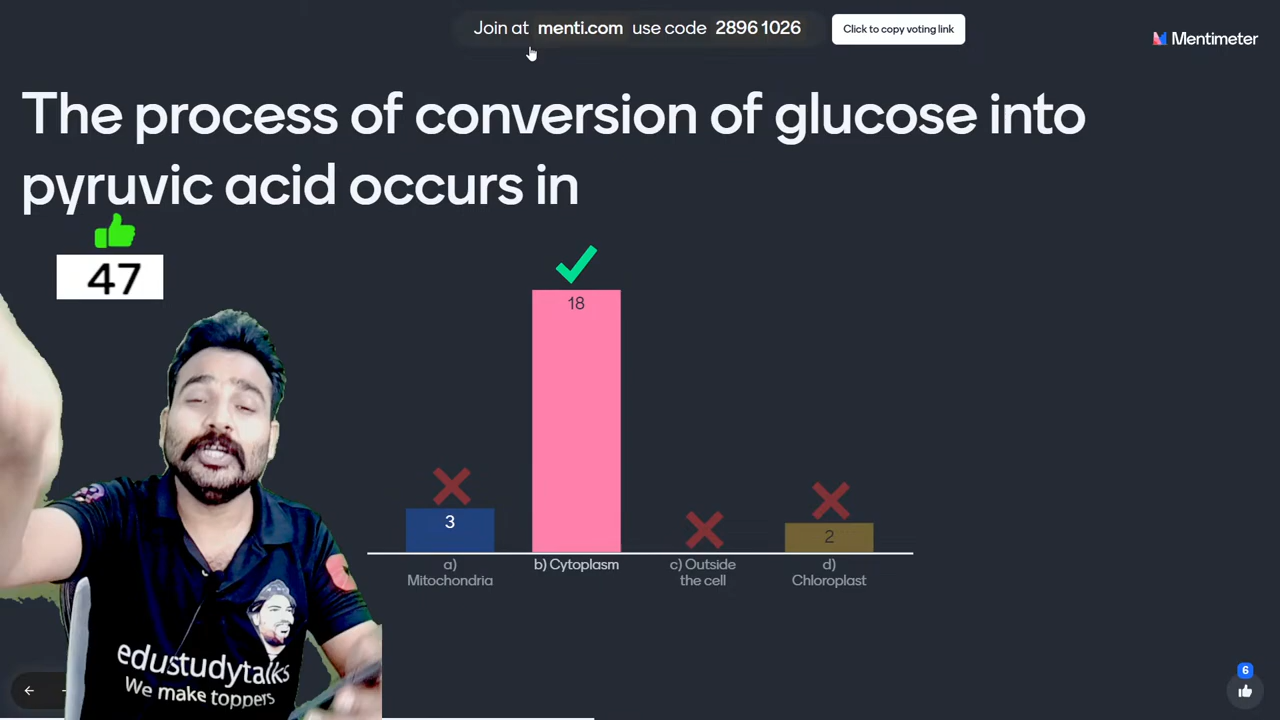 Join at menti.com use code 2896 1026
Click to copy voting link
Mentimeter
The process of conversion of glucose into
pyruvic acid occurs in
47
18
3
2
a)
Mitochondria
b) Cytoplasm
c) Outside
the cell
d)
Chloroplast
edustudytalks
We make toppers
6